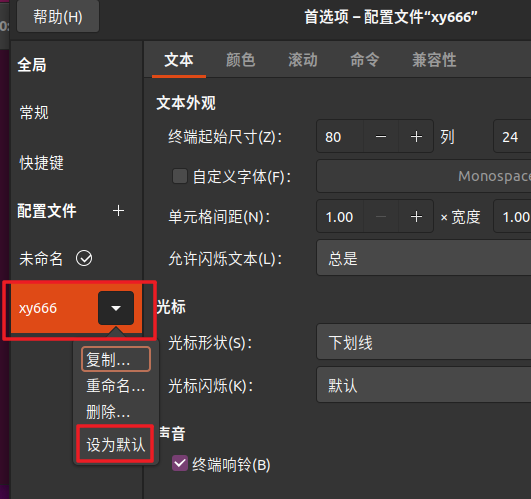 帮助(H)
首选项 – 配置文件“xy666”
全局
常规
快捷键
配置文件
未命名
xy666
复制...
重命名...
删除...
设为默认
文本 颜色 滚动 命令 兼容性
文本外观
终端起始尺寸(Z): 80 列 24
自定义字体(F): Monospace
单元格间距(N): 1.00 × 宽度 1.00
允许闪烁文本(L): 总是
光标
光标形状(S): 下划线
光标闪烁(K): 默认
声音
终端响铃(B)